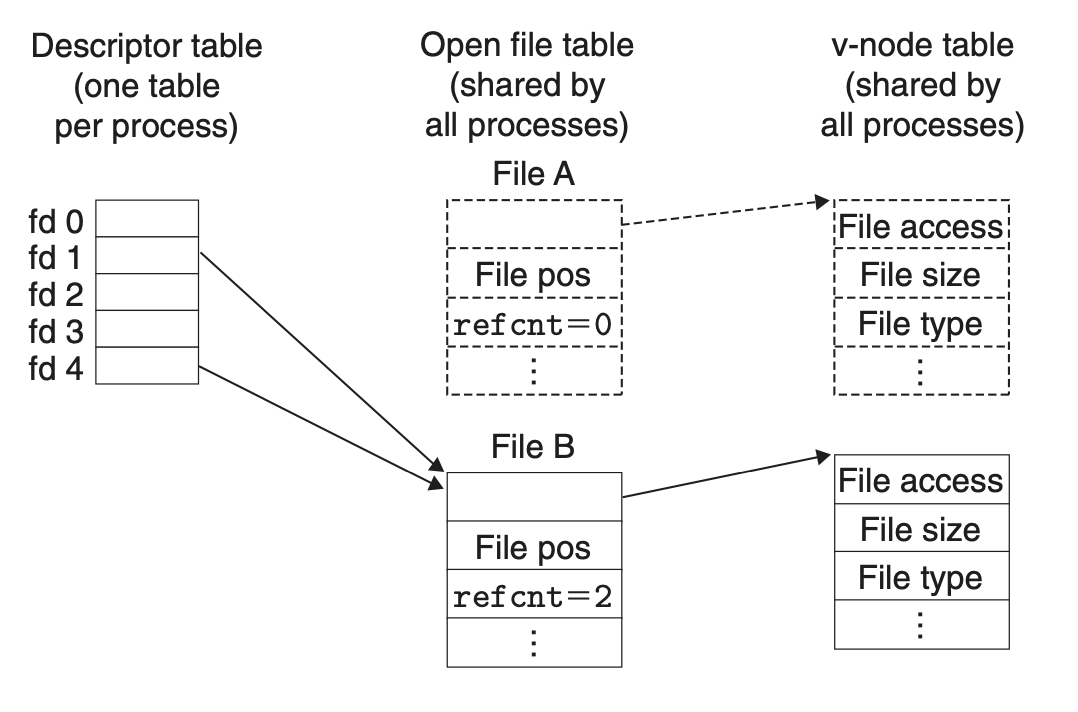 Descriptor table
(one table
per process)
Open file table
(shared by
all processes)
v-node table
(shared by
all processes)
fd 0
fd 1
fd 2
fd 3
fd 4
File A
File pos
refcnt=0
⋮
File access
File size
File type
⋮
File B
File pos
refcnt=2
⋮
File access
File size
File type
⋮